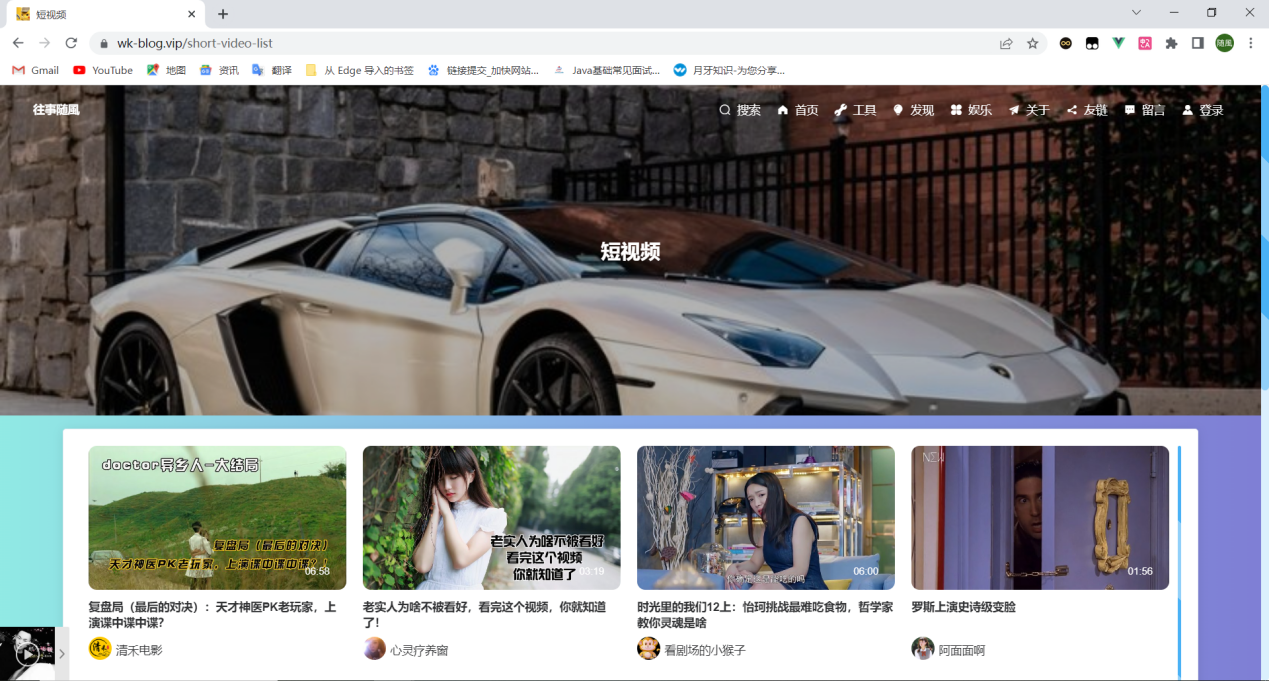 短视频
wk-blog.vip/short-video-list
随風
Gmail YouTube 地图 资讯 翻译 从 Edge 导入的书签 链接提交_加快网站... Java基础常见面试... 月牙知识-为您分享...
往事随風
搜索 首页 工具 发现 娱乐 关于 友链 留言 登录
短视频
doctor异乡人-大结局
复盘局（最后的对决）
天才神医PK老玩家，上演谍中谍中谍？
06:58
老实人为啥不被看好
看完这个视频
你就知道了
03:19
06:00
NEW
01:56
复盘局（最后的对决）：天才神医PK老玩家，上
演谍中谍中谍？
老实人为啥不被看好，看完这个视频，你就知道
了！
时光里的我们12上：怡珂挑战最难吃食物，哲学家
教你灵魂是啥
罗斯上演史诗级变脸
清禾电影
心灵疗养窗
看剧场的小猴子
阿面面啊